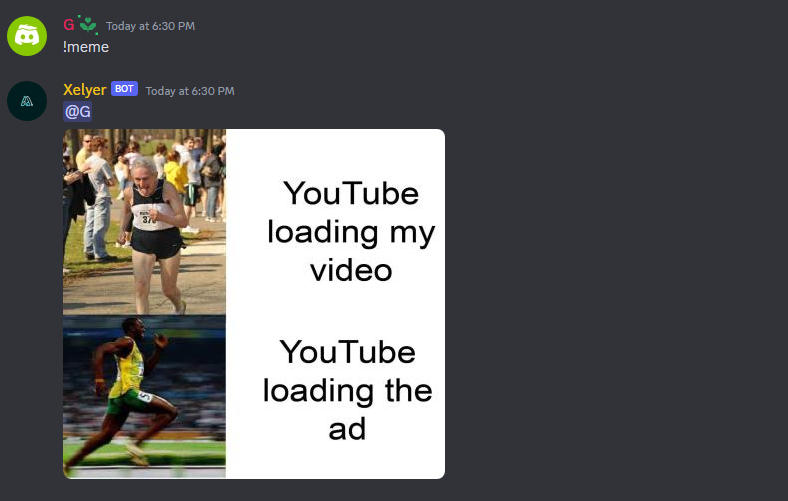 G Today at 6:30 PM
!meme
Xelyer BOT Today at 6:30 PM
@G
YouTube
loading my
video
YouTube
loading the
ad